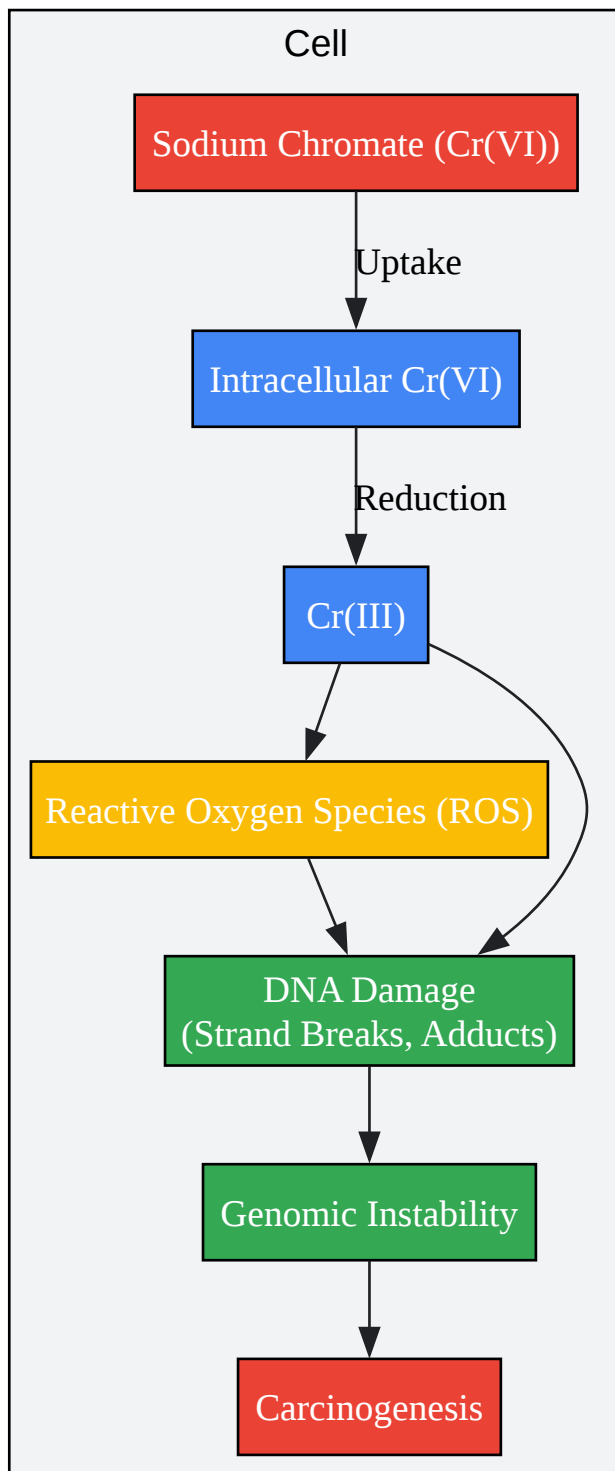 Cell
Sodium Chromate (Cr(VI))
Uptake
Intracellular Cr(VI)
Reduction
Cr(III)
Reactive Oxygen Species (ROS)
DNA Damage
(Strand Breaks, Adducts)
Genomic Instability
Carcinogenesis